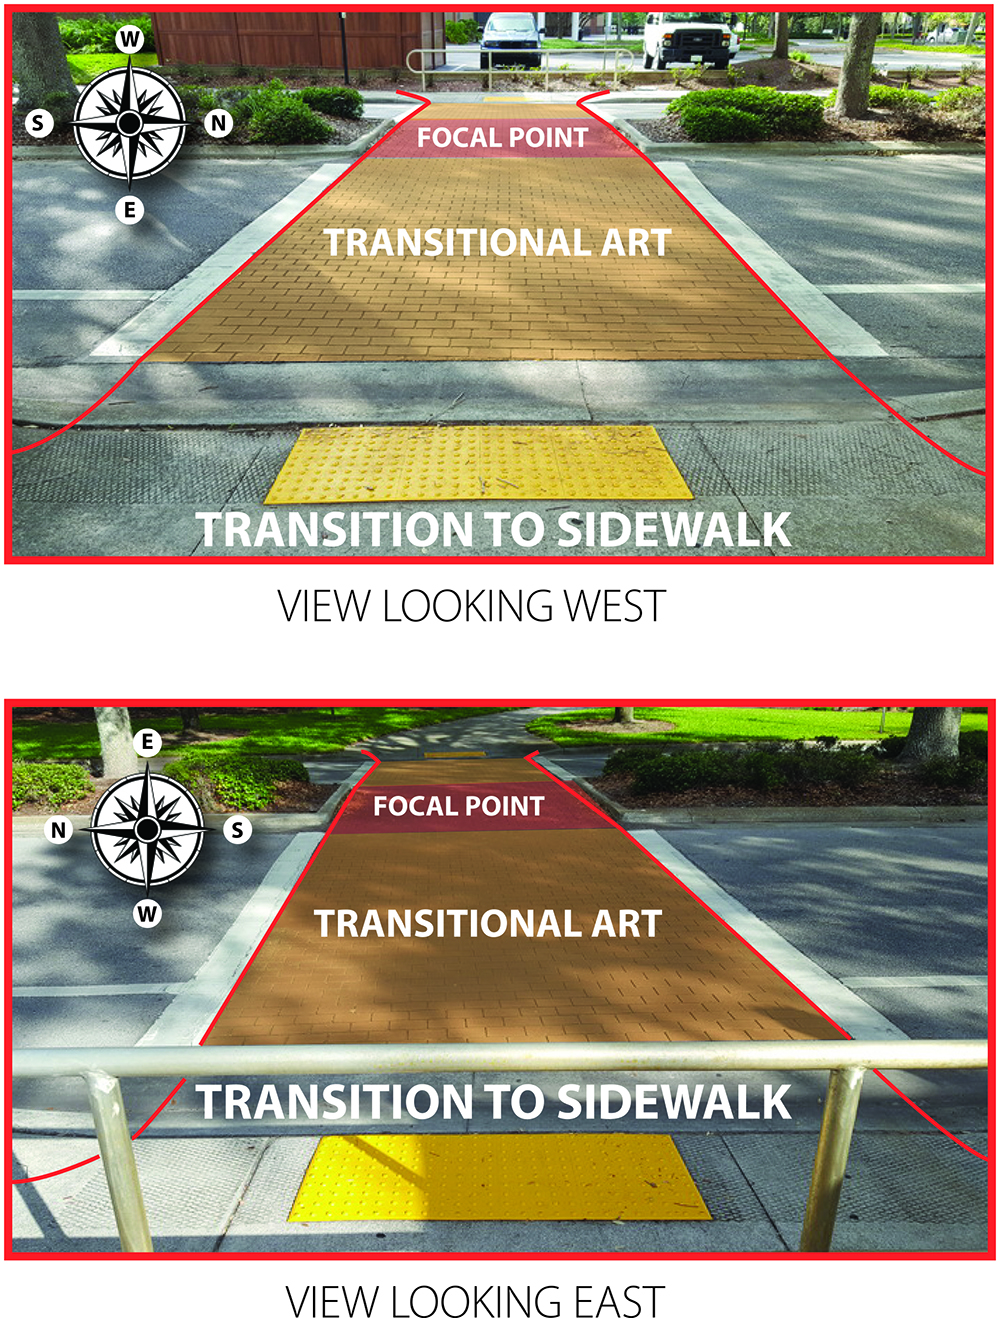 W
S
N
E
FOCAL POINT
TRANSITIONAL ART
TRANSITION TO SIDEWALK
VIEW LOOKING WEST
E
N
S
W
FOCAL POINT
TRANSITIONAL ART
TRANSITION TO SIDEWALK
VIEW LOOKING EAST